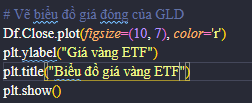 # Vẽ biểu đồ giá đóng của GLD
Df.Close.plot(figsize=(10, 7), color='r')
plt.ylabel("Giá vàng ETF")
plt.title("Biểu đồ giá vàng ETF")
plt.show()